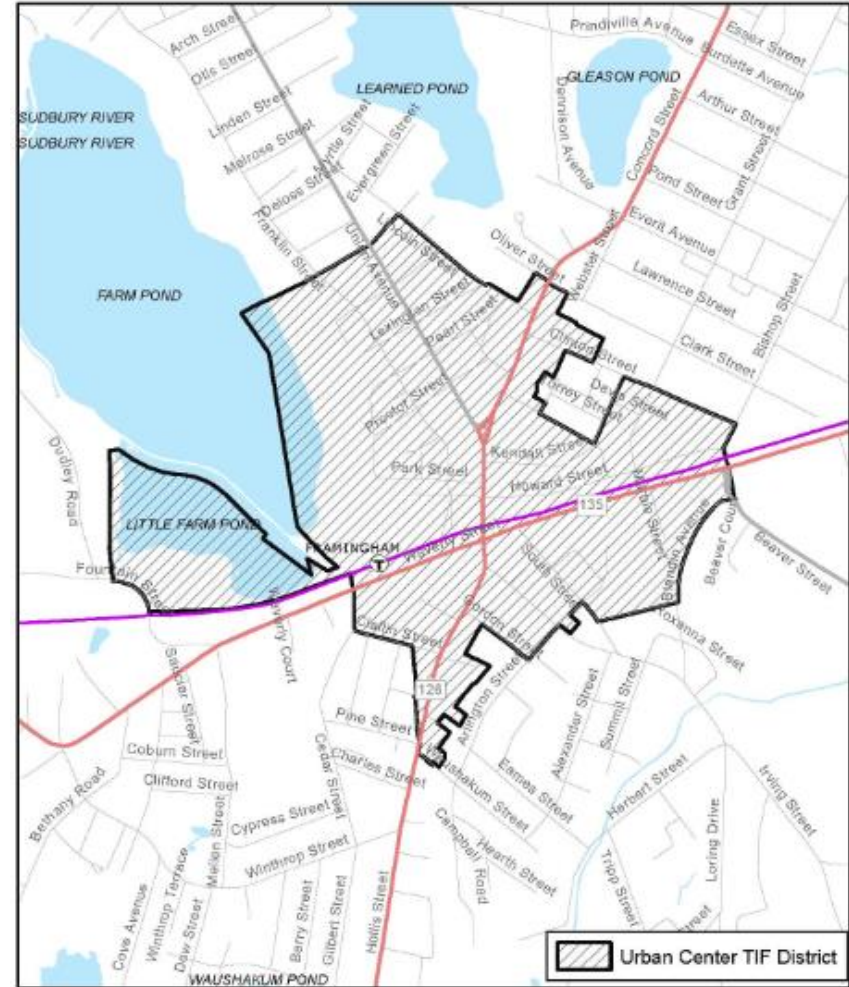 Prindiville Avenue
Essex Street
Burdette Avenue
Arch Street
Otis Street
LEARNED POND
GLEASON POND
Arthur Street
SUDBURY RIVER
SUDBURY RIVER
Linden Street
Melrose Street
Myrtle Street
Evergreen Street
Dennison Avenue
Concord Street
Grant Street
Pond Street
Deloss Street
Franklin Street
Union Avenue
Lincoln Street
Oliver Street
Webster Street
Everit Avenue
Lawrence Street
Bishop Street
FARM POND
Lexington Street
Pearl Street
Clinton Street
Clark Street
Proctor Street
Torrey Street
Davis Street
Dudley Road
Park Street
Kendall Street
Howard Street
Marble Street
135
LITTLE FARM POND
FRAMINGHAM
T
Waverly Street
South Street
Blandin Avenue
Beaver Court
Beaver Street
Fountain Street
Waverly Court
Claflin Street
Gordon Street
Roxanna Street
Saucier Street
126
Arlington Street
Alexander Street
Summit Street
Pine Street
Coburn Street
Cedar Street
Charles Street
Waushakum Street
Eames Street
Herbert Street
Irving Street
Bethany Road
Clifford Street
Mellen Street
Cypress Street
Campbell Road
Hearth Street
Loring Drive
Winthrop Street
Tripp Street
Cove Avenue
Winthrop Terrace
Dow Street
Barry Street
Gilbert Street
Hollis Street
Street
WAUSHAKUM POND
Urban Center TIF District